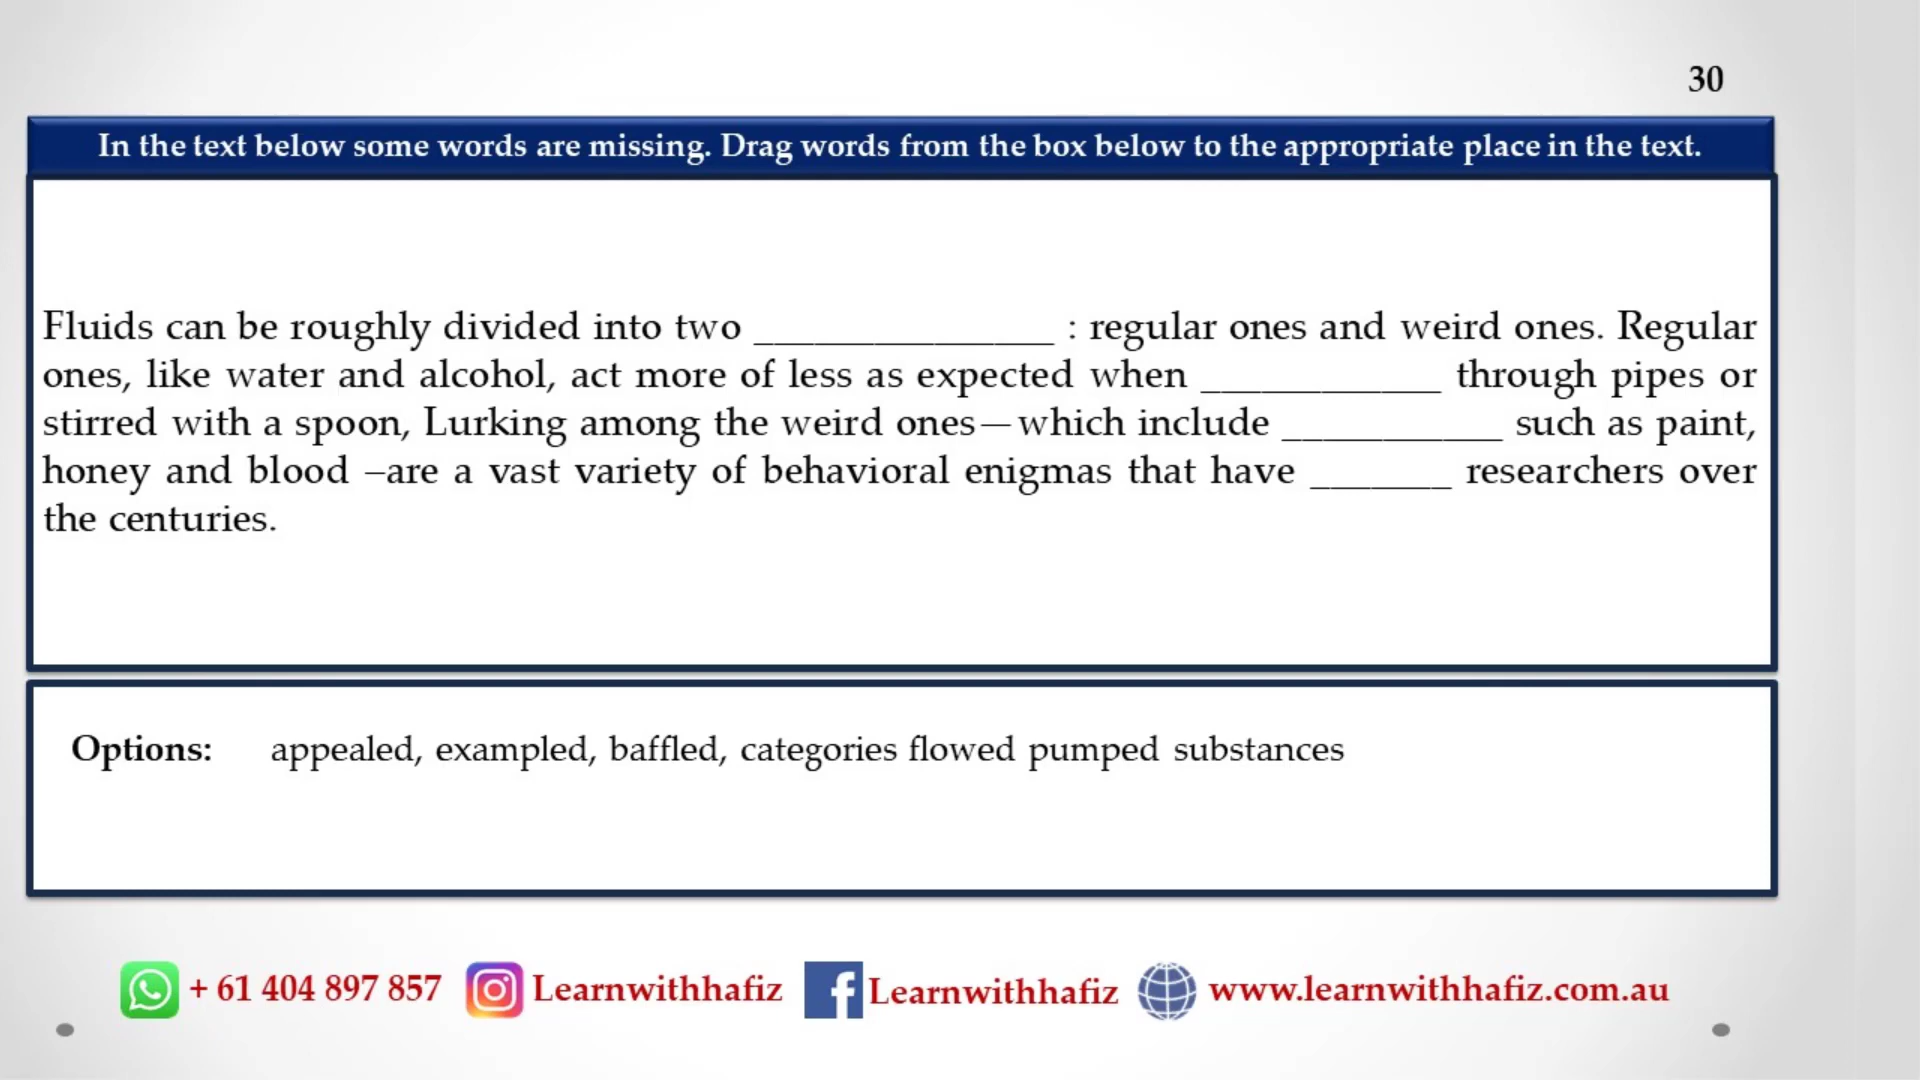 30
In the text below some words are missing. Drag words from the box below to the appropriate place in the text.
Fluids can be roughly divided into two _______________ : regular ones and weird ones. Regular
ones, like water and alcohol, act more of less as expected when ____________ through pipes or
stirred with a spoon, Lurking among the weird ones—which include ___________ such as paint,
honey and blood –are a vast variety of behavioral enigmas that have _______ researchers over
the centuries.
Options: appealed, exampled, baffled, categories flowed pumped substances
+ 61 404 897 857 Learnwithhafiz Learnwithhafiz www.learnwithhafiz.com.au